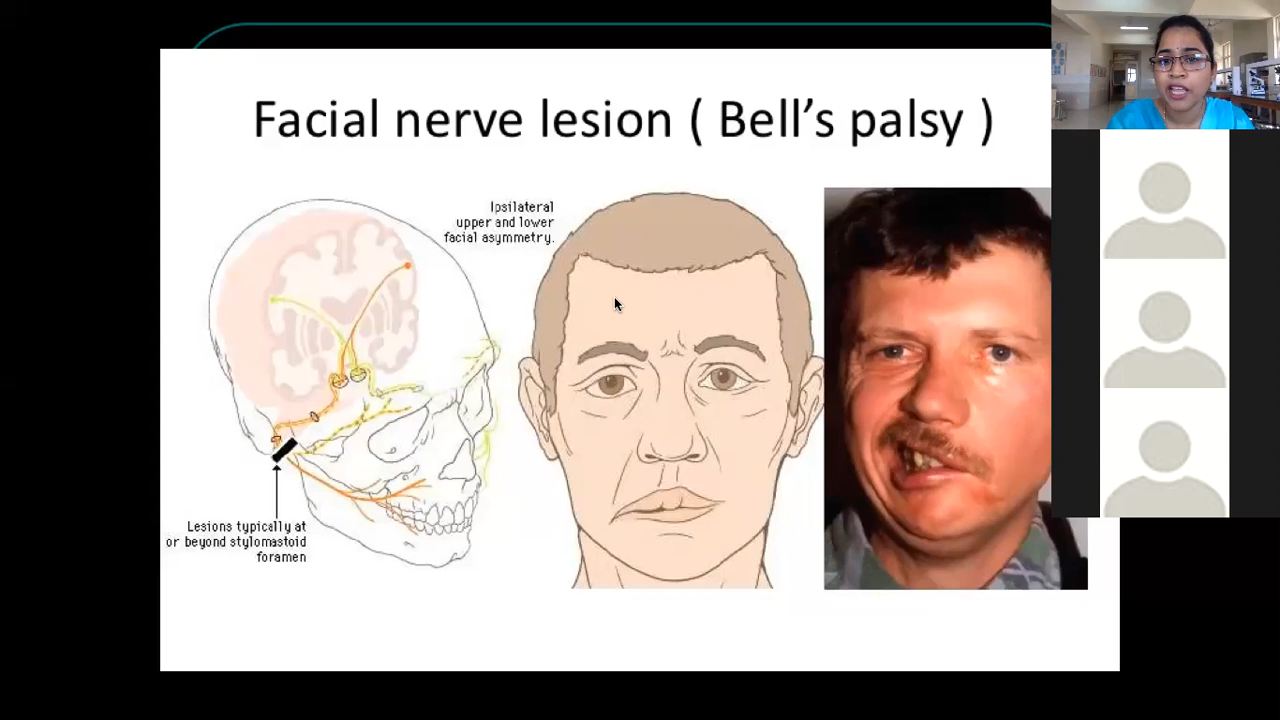 Facial nerve lesion ( Bell’s palsy )
Ipsilateral
upper and lower
facial asymmetry.
Lesions typically at
or beyond stylomastoid
foramen